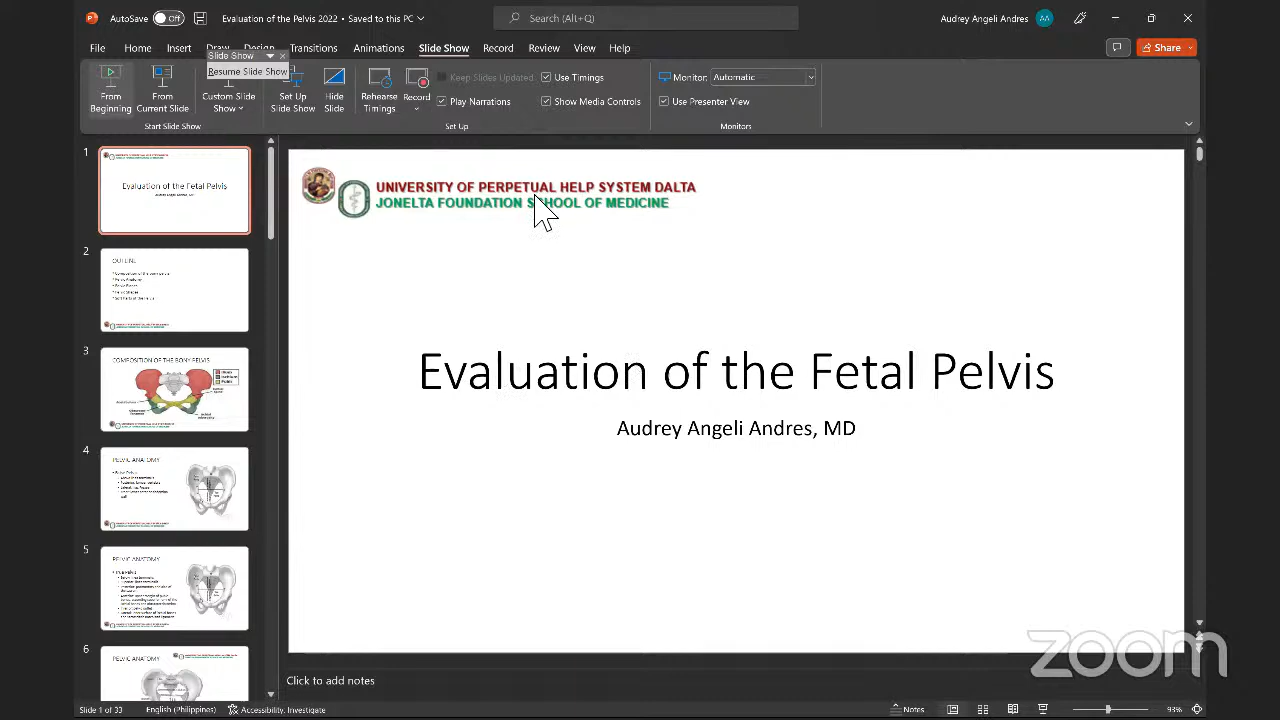 AutoSave Off Evaluation of the Pelvis 2022 • Saved to this PC Search (Alt+Q) Audrey Angeli Andres AA
File Home Insert Draw Design Transitions Animations Slide Show Record Review View Help Share
Slide Show
Resume Slide Show
From Beginning
From Current Slide
Custom Slide Show
Set Up Slide Show
Hide Slide
Rehearse Timings
Record
Keep Slides Updated
Play Narrations
Use Timings
Show Media Controls
Monitor: Automatic
Use Presenter View
Start Slide Show Set Up Monitors
1
Evaluation of the Fetal Pelvis
2
OUTLINE
3
COMPOSITION OF THE BONY PELVIS
4
PELVIC ANATOMY
5
PELVIC ANATOMY
6
PELVIC ANATOMY
UNIVERSITY OF PERPETUAL HELP SYSTEM DALTA
JONELTA FOUNDATION SCHOOL OF MEDICINE
Evaluation of the Fetal Pelvis
Audrey Angeli Andres, MD
zoom
Click to add notes
Slide 1 of 33 English (Philippines) Accessibility: Investigate Notes 93%